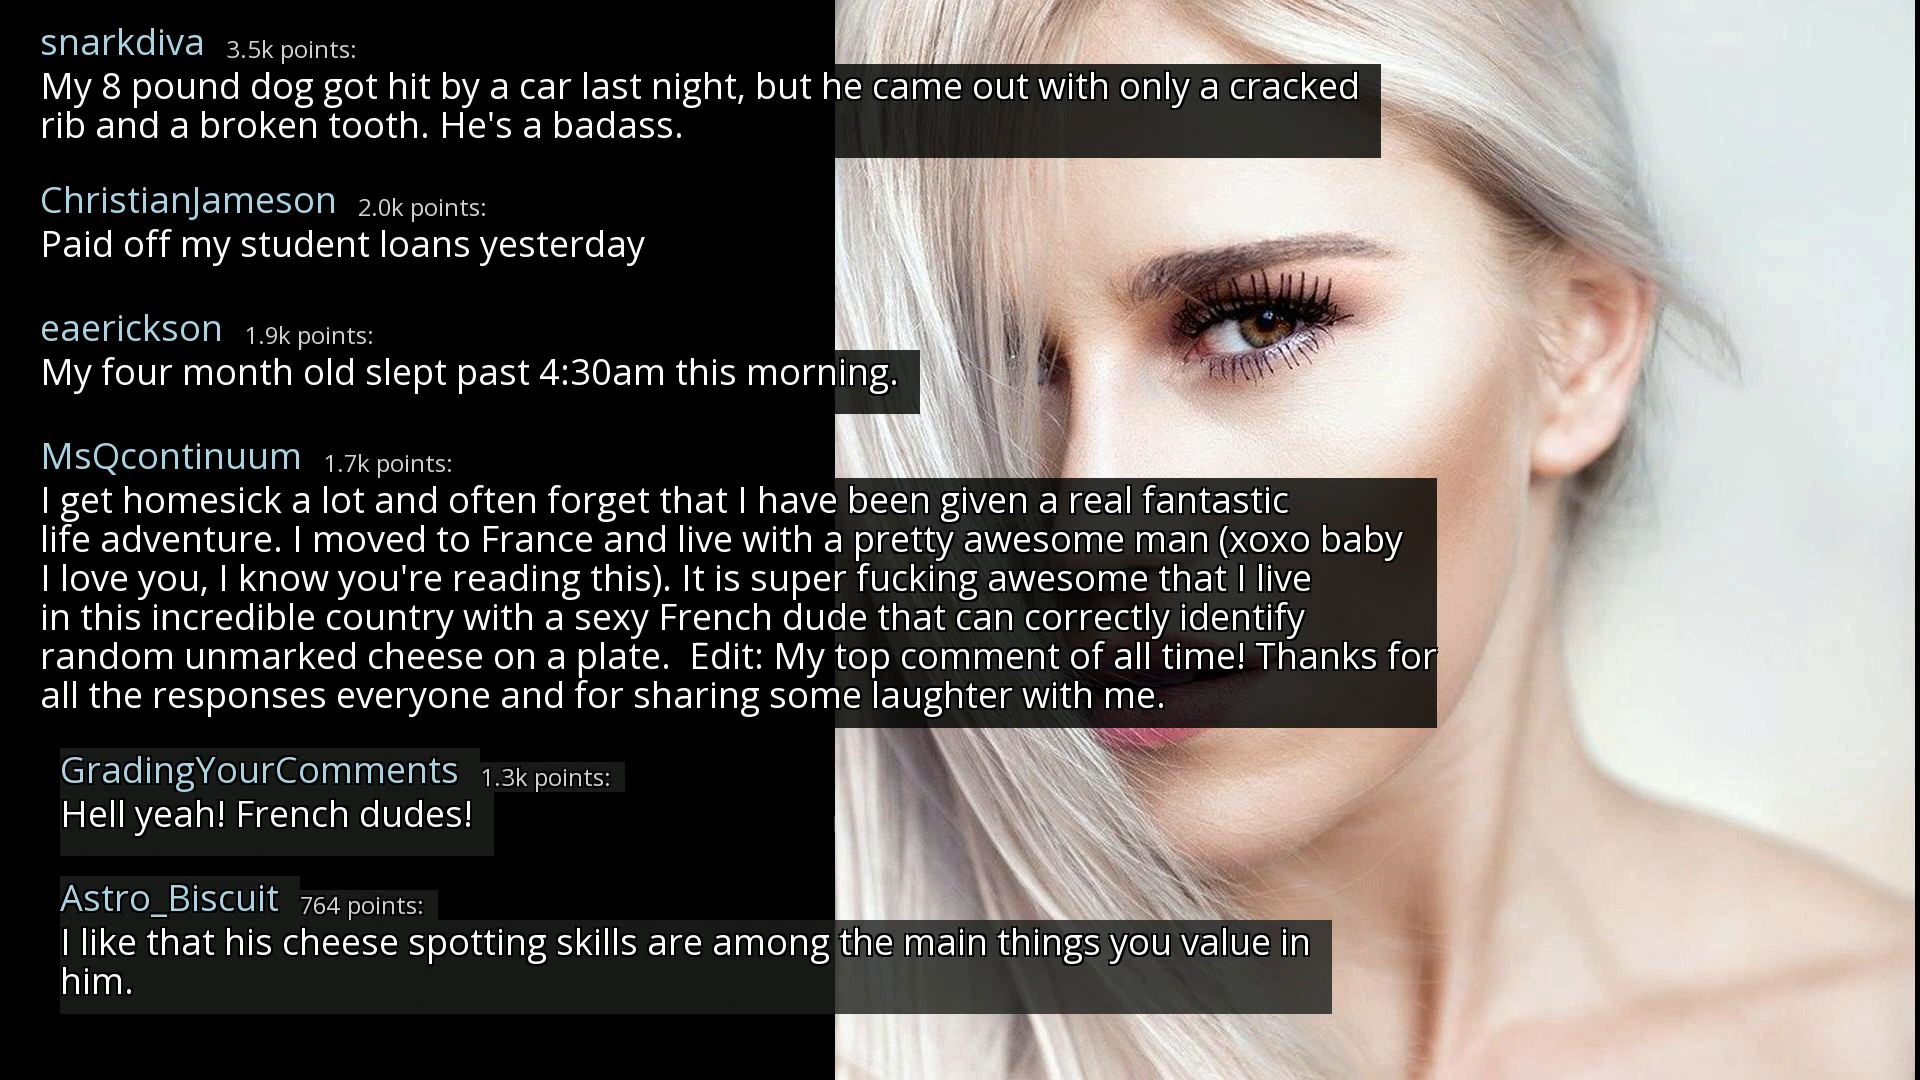 snarkdiva 3.5k points:
My 8 pound dog got hit by a car last night, but he came out with only a cracked
rib and a broken tooth. He's a badass.
ChristianJameson 2.0k points:
Paid off my student loans yesterday
eaerickson 1.9k points:
My four month old slept past 4:30am this morning.
MsQcontinuum 1.7k points:
I get homesick a lot and often forget that I have been given a real fantastic
life adventure. I moved to France and live with a pretty awesome man (xoxo baby
I love you, I know you're reading this). It is super fucking awesome that I live
in this incredible country with a sexy French dude that can correctly identify
random unmarked cheese on a plate.  Edit: My top comment of all time! Thanks for
all the responses everyone and for sharing some laughter with me.
GradingYourComments 1.3k points:
Hell yeah! French dudes!
Astro_Biscuit 764 points:
I like that his cheese spotting skills are among the main things you value in
him.